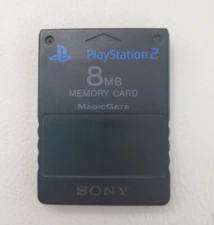 PlayStation 2
8MB
MEMORY CARD
MAGICGATE
SONY